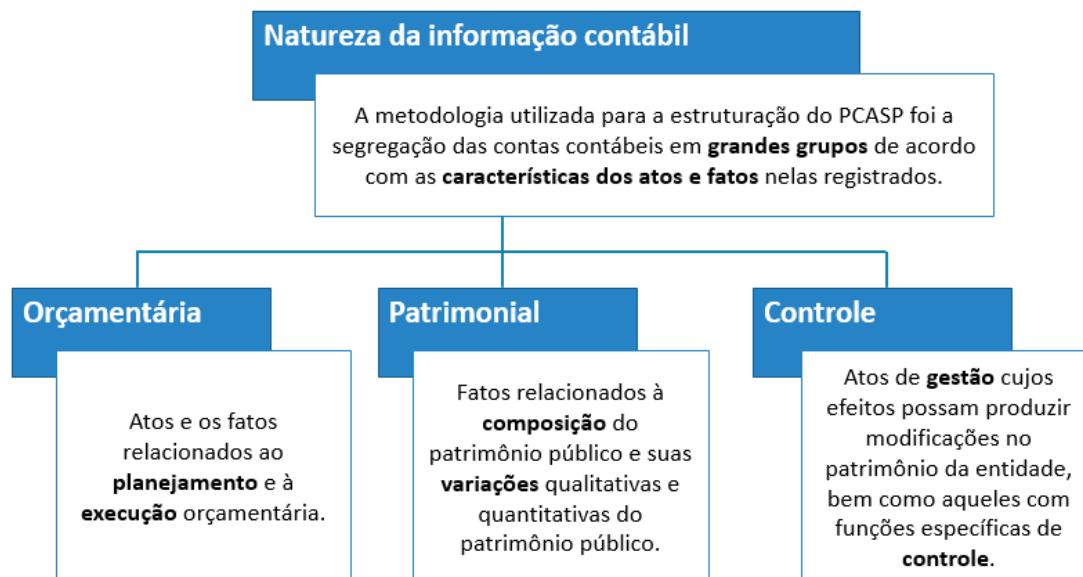 Natureza da informação contábil
A metodologia utilizada para a estruturação do PCASP foi a
segregação das contas contábeis em grandes grupos de acordo
com as características dos atos e fatos nelas registrados.
Orçamentária
Atos e os fatos
relacionados ao
planejamento e à
execução orçamentária.
Patrimonial
Fatos relacionados à
composição do
patrimônio público e suas
variações qualitativas e
quantitativas do
patrimônio público.
Controle
Atos de gestão cujos
efeitos possam produzir
modificações no
patrimônio da entidade,
bem como aqueles com
funções específicas de
controle.